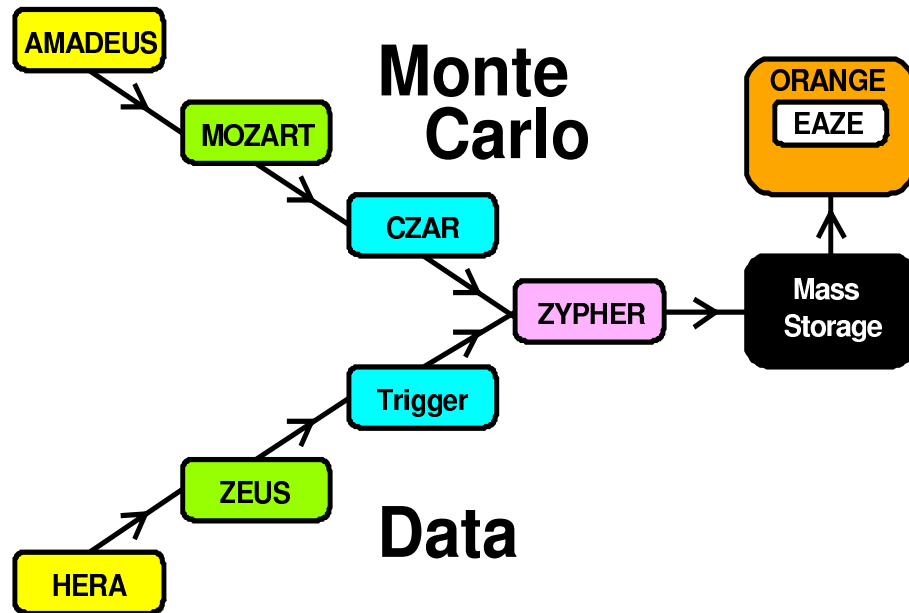 AMADEUS
Monte
Carlo
MOZART
CZAR
ORANGE
EAZE
ZYPHER
Mass
Storage
Trigger
ZEUS
Data
HERA